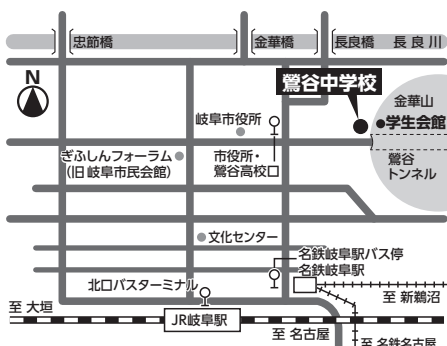 忠節橋
金華橋
長良橋
長良川
N
鶯谷中学校
金華山
学生会館
岐阜市役所
ぎふしんフォーラム
(旧岐阜市民会館)
市役所・
鶯谷高校口
鶯谷
トンネル
文化センター
名鉄岐阜駅バス停
名鉄岐阜駅
北口バスターミナル
至 新鵜沼
至 大垣
JR岐阜駅
至 名古屋
至 名鉄名古屋